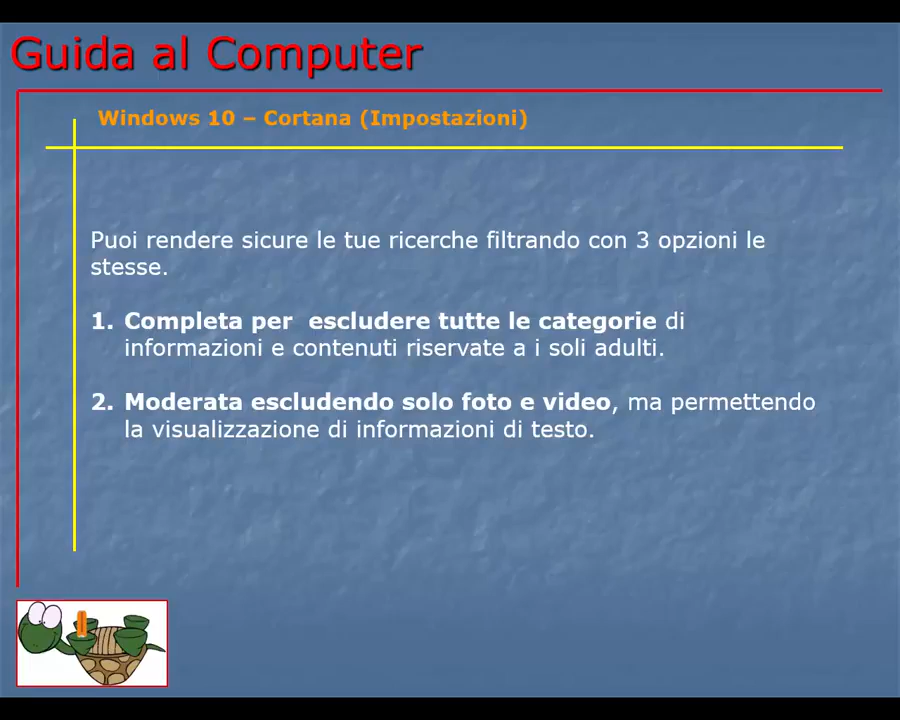 Guida al Computer
Windows 10 – Cortana (Impostazioni)
Puoi rendere sicure le tue ricerche filtrando con 3 opzioni le
stesse.
1. Completa per  escludere tutte le categorie di
informazioni e contenuti riservate a i soli adulti.
2. Moderata escludendo solo foto e video, ma permettendo
la visualizzazione di informazioni di testo.